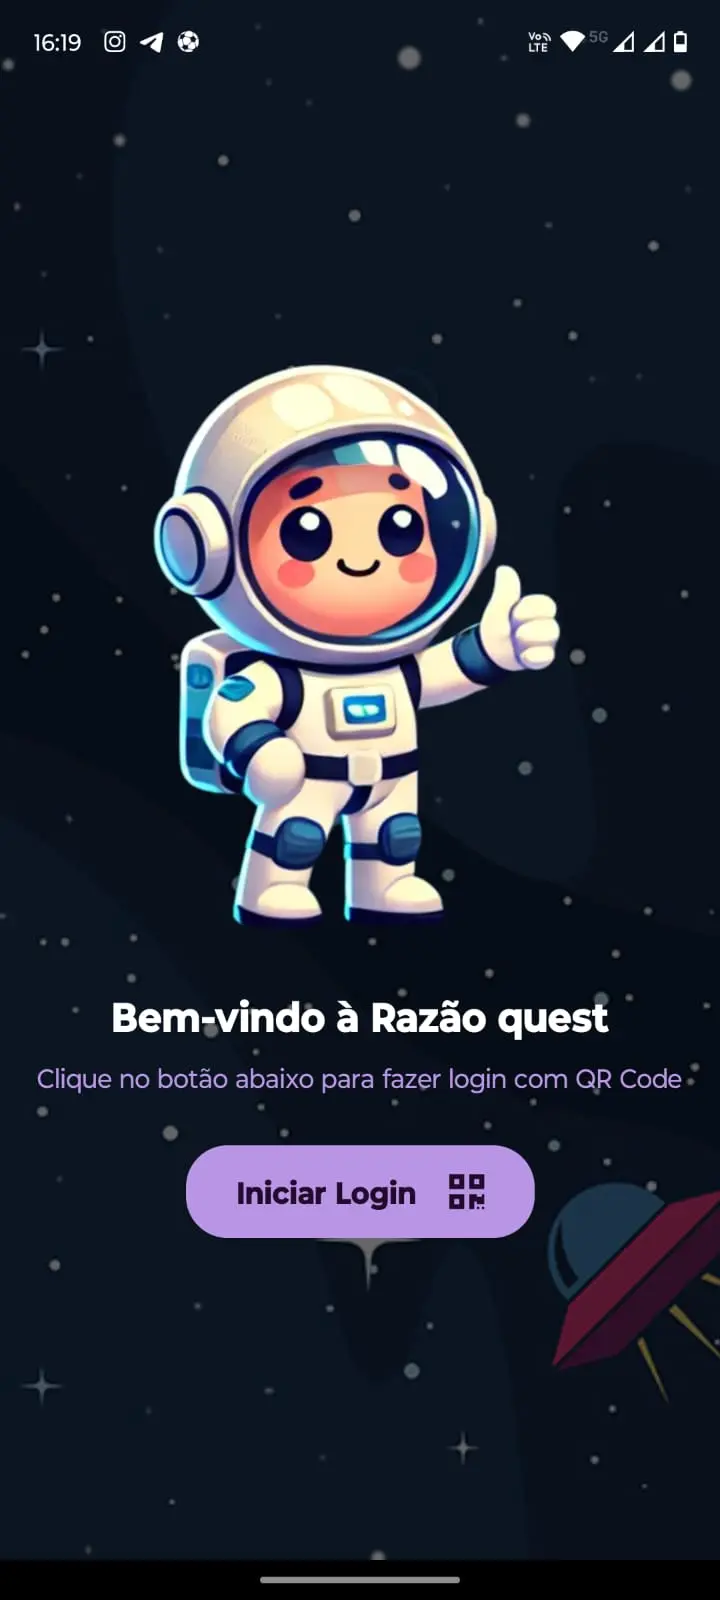 16:19
Vo))
LTE
5G
Bem-vindo à Razão quest
Clique no botão abaixo para fazer login com QR Code
Iniciar Login